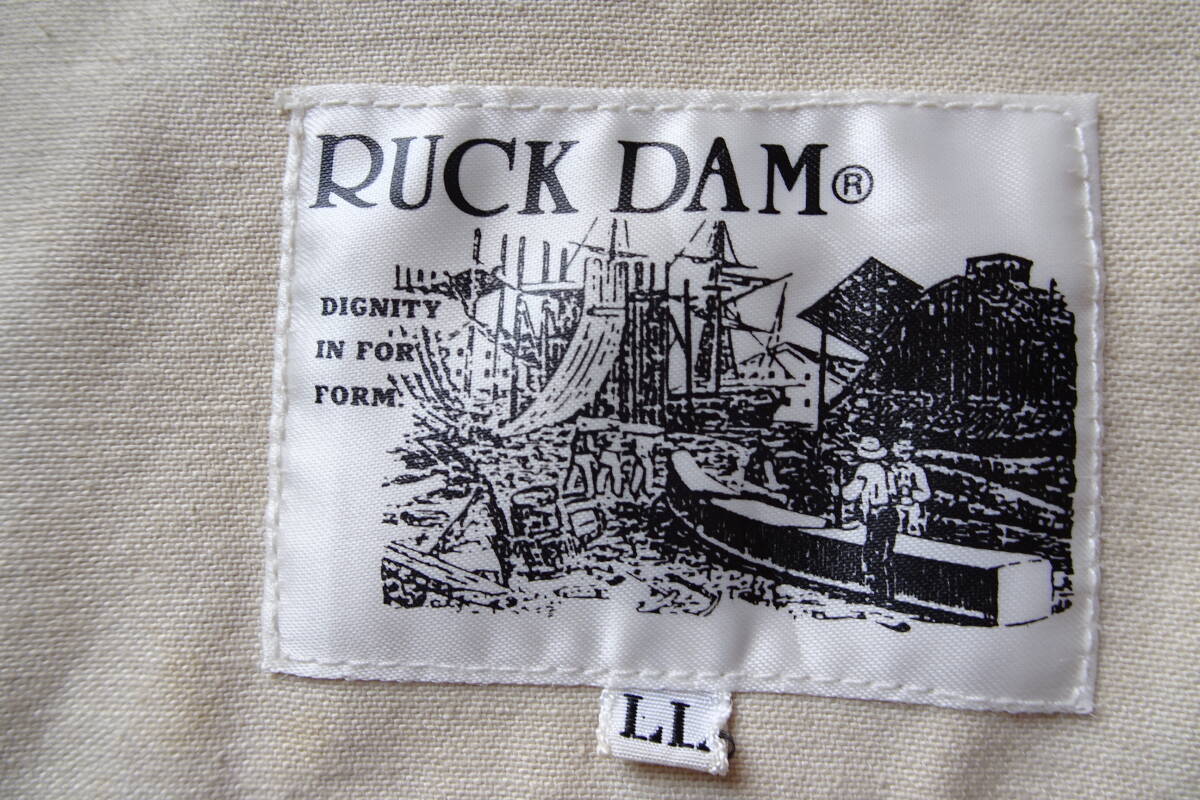 RUCK DAM®
DIGNITY
IN FOR
FORM.
LL